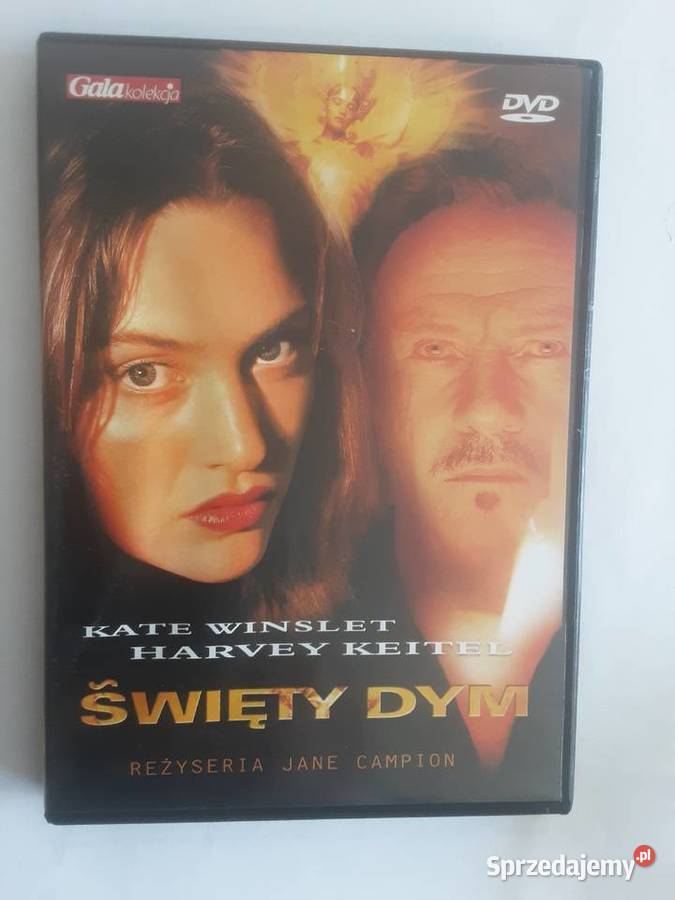 Gala kolekcja
DVD
KATE WINSLET
HARVEY KEITEL
ŚWIĘTY DYM
REŻYSERIA JANE CAMPION
Sprzedajemy.pl